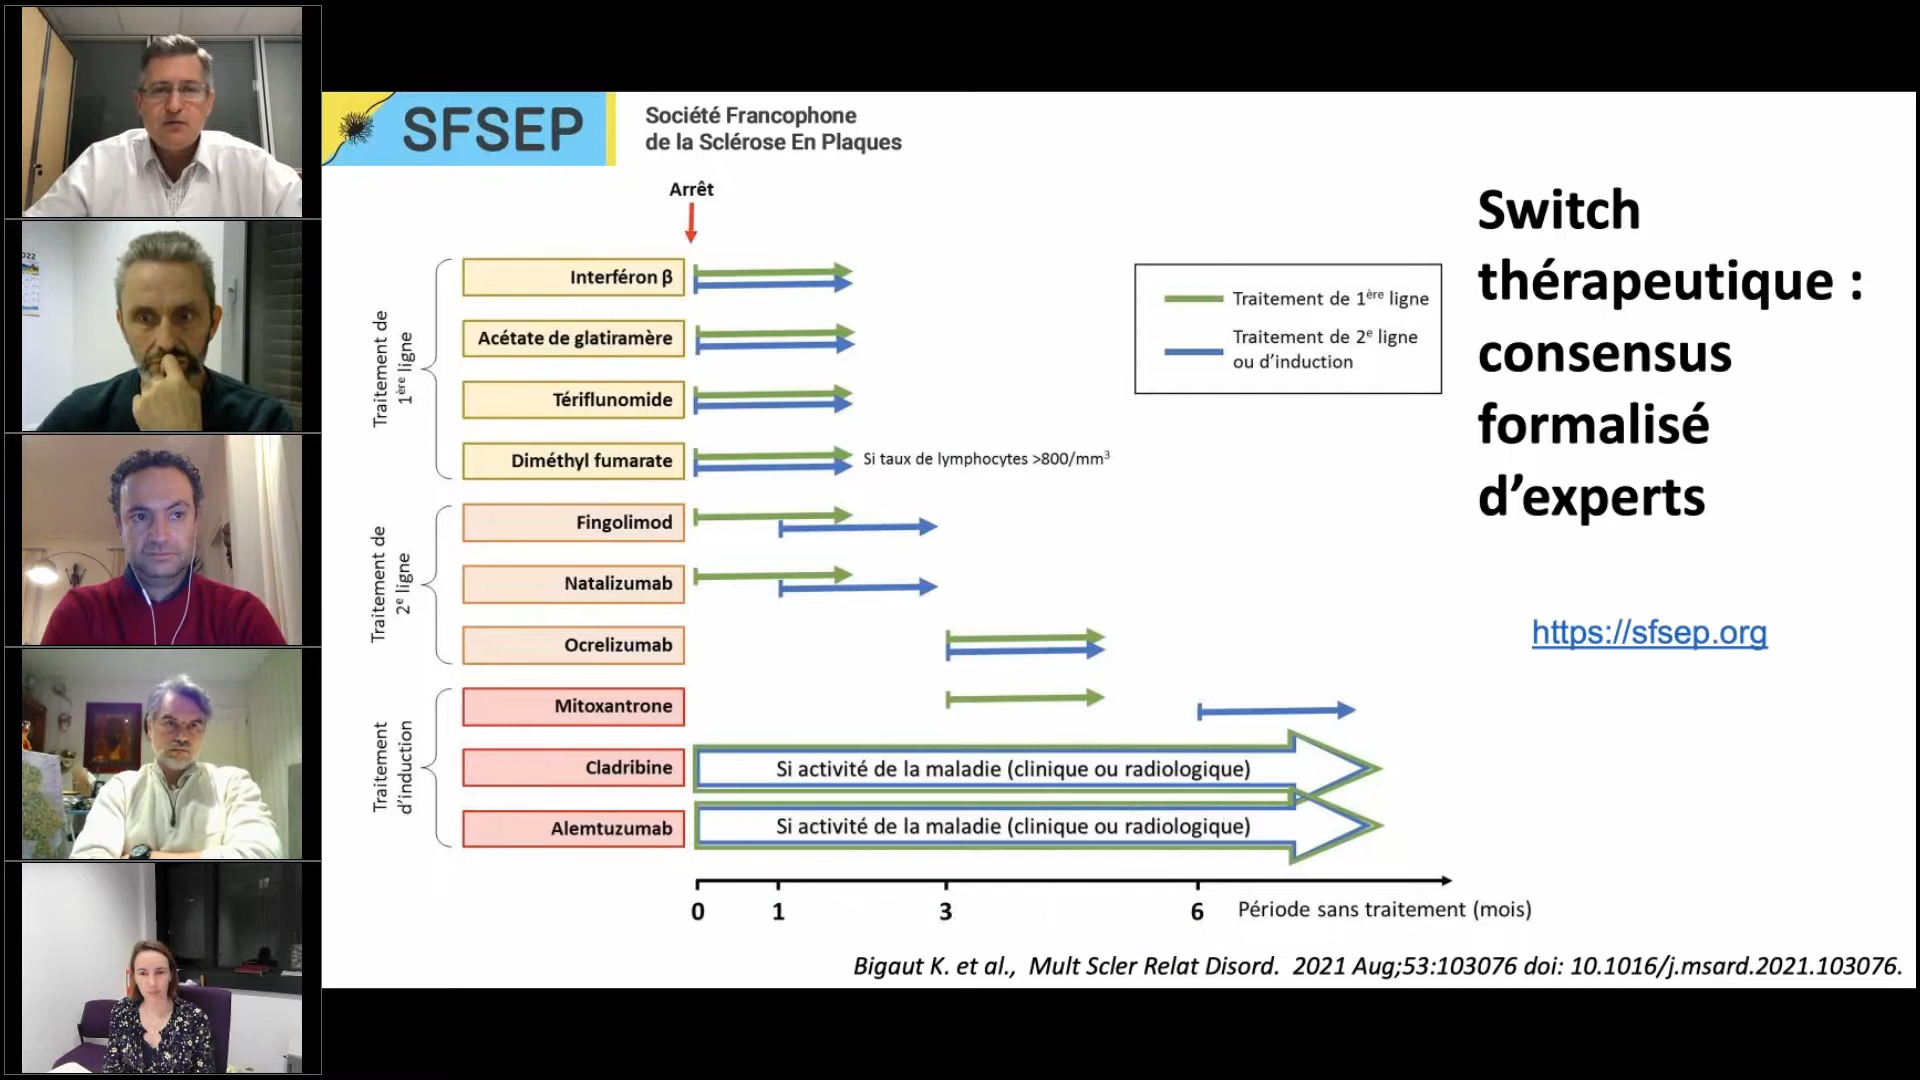 SFSEP
Société Francophone
de la Sclérose En Plaques
Arrêt
Switch
thérapeutique :
consensus
formalisé
d'experts
https://sfsep.org
Traitement de
1ère ligne
Interféron β
Acétate de glatiramère
Tériflunomide
Diméthyl fumarate
Si taux de lymphocytes >800/mm³
Traitement de 1ère ligne
Traitement de 2e ligne
ou d'induction
Traitement de
2e ligne
Fingolimod
Natalizumab
Ocrelizumab
Traitement
d'induction
Mitoxantrone
Cladribine
Si activité de la maladie (clinique ou radiologique)
Alemtuzumab
Si activité de la maladie (clinique ou radiologique)
0 1 3 6 Période sans traitement (mois)
Bigaut K. et al., Mult Scler Relat Disord. 2021 Aug;53:103076 doi: 10.1016/j.msard.2021.103076.